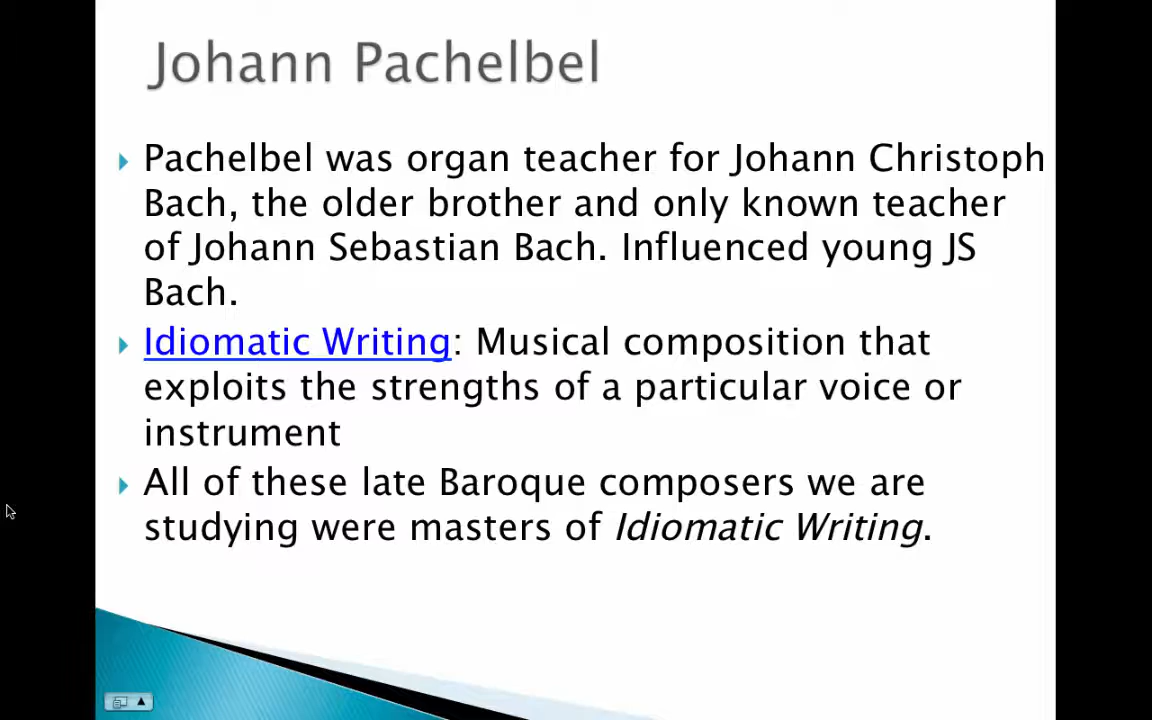 Johann Pachelbel
Pachelbel was organ teacher for Johann Christoph
Bach, the older brother and only known teacher
of Johann Sebastian Bach. Influenced young JS
Bach.
Idiomatic Writing: Musical composition that
exploits the strengths of a particular voice or
instrument
All of these late Baroque composers we are
studying were masters of Idiomatic Writing.